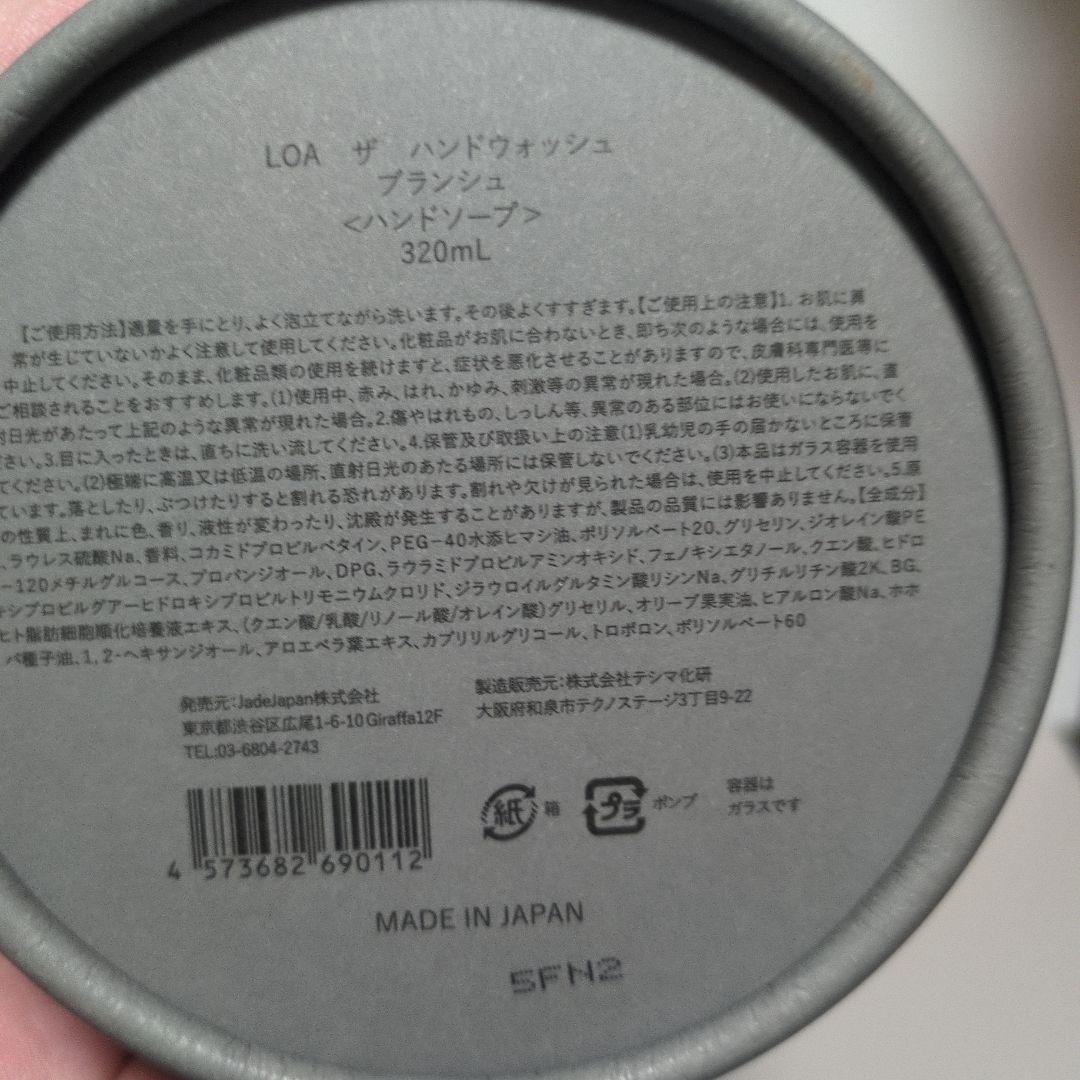 LOA ザ ハンドウォッシュ
ブランシュ
<ハンドソープ>
320mL
【ご使用方法】適量を手にとり、よく泡立てながら洗います。その後よくすすぎます。【ご使用上の注意】1. お肌に異
常が生じていないかよく注意して使用してください。化粧品がお肌に合わないとき、即ち次のような場合には、使用を
中止してください。そのまま、化粧品類の使用を続けますと、症状を悪化させることがありますので、皮膚科専門医等に
ご相談されることをおすすめします。(1)使用中、赤み、はれ、かゆみ、刺激等の異常が現れた場合。(2)使用したお肌に、直
射日光があたって上記のような異常が現れた場合。2.傷やはれもの、しっしん等、異常のある部位にはお使いにならないでく
ださい。3.目に入ったときは、直ちに洗い流してください。4.保管及び取扱い上の注意(1)乳幼児の手の届かないところに保管
してください。(2)極端に高温又は低温の場所、直射日光のあたる場所には保管しないでください。(3)本品はガラス容器を使用
しています。落としたり、ぶつけたりすると割れる恐れがあります。割れや欠けが見られた場合は、使用を中止してください。5.原
の性質上、まれに色、香り、液性が変わったり、沈殿が発生することがありますが、製品の品質には影響ありません。【全成分】
、ラウレス硫酸Na、香料、コカミドプロピルベタイン、PEG-40水添ヒマシ油、ポリソルベート20、グリセリン、ジオレイン酸PE
-120メチルグルコース、プロパンジオール、DPG、ラウラミドプロピルアミンオキシド、フェノキシエタノール、クエン酸、ヒドロ
キシプロピルグアーヒドロキシプロピルトリモニウムクロリド、ジラウロイルグルタミン酸リシンNa、グリチルリチン酸2K、BG、
ヒト脂肪細胞順化培養液エキス、(クエン酸/乳酸/リノール酸/オレイン酸)グリセリル、オリーブ果実油、ヒアルロン酸Na、ホホ
バ種子油、1, 2-ヘキサンジオール、アロエベラ葉エキス、カプリリルグリコール、トロポロン、ポリソルベート60
発売元:JadeJapan株式会社
東京都渋谷区広尾1-6-10 Giraffa12F
TEL:03-6804-2743
製造販売元:株式会社テシマ化研
大阪府和泉市テクノステージ3丁目9-22
紙 箱
プラ ポンプ
容器は
ガラスです
4 573682 690112
MADE IN JAPAN
5FN2